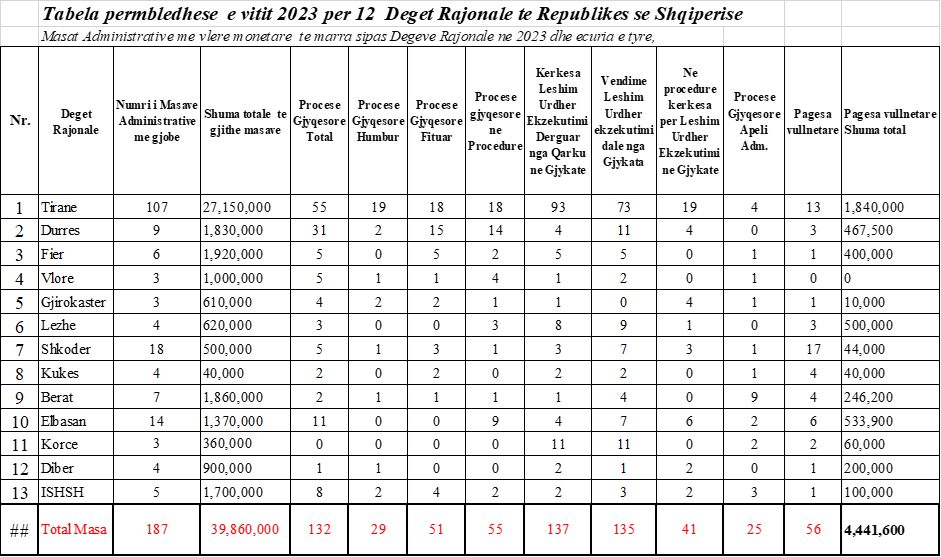 Tabela permbledhese e vitit 2023 per 12 Deget Rajonale te Republikes se Shqiperise
Masat Administrative me vlere monetare te marra sipas Degeve Rajonale ne 2023 dhe ecuria e tyre,
Nr. Deget Rajonale Numri i Masave Administrative me gjobe Shuma totale te gjithe masave Procese Gjyqesore Total Procese Gjyqesore Humbur Procese Gjyqesore Fituar Procese gjyqesore ne Procedure Kerkesa Leshim Urdher Ekzekutimi Derguar nga Qarku ne Gjykate Vendime Leshim Urdher ekzekutimi dale nga Gjykata Ne procedure kerkesa per Leshim Urdher Ekzekutimi ne Gjykate Procese Gjyqesore Apeli Adm. Pagesa vullnetare Pagesa vullnetare Shuma total
1 Tirane 107 27,150,000 55 19 18 18 93 73 19 4 13 1,840,000
2 Durres 9 1,830,000 31 2 15 14 4 11 4 0 3 467,500
3 Fier 6 1,920,000 5 0 5 2 5 5 0 1 1 400,000
4 Vlore 3 1,000,000 5 1 1 4 1 2 0 1 0 0
5 Gjirokaster 3 610,000 4 2 2 1 1 0 4 1 1 10,000
6 Lezhe 4 620,000 3 0 0 3 8 9 1 0 3 500,000
7 Shkoder 18 500,000 5 1 3 1 3 7 3 1 17 44,000
8 Kukes 4 40,000 2 0 2 0 2 2 0 1 4 40,000
9 Berat 7 1,860,000 2 1 1 1 1 4 0 9 4 246,200
10 Elbasan 14 1,370,000 11 0 0 9 4 7 6 2 6 533,900
11 Korce 3 360,000 0 0 0 0 11 11 0 2 2 60,000
12 Diber 4 900,000 1 1 0 0 2 1 2 0 1 200,000
13 ISHSH 5 1,700,000 8 2 4 2 2 3 2 3 1 100,000
## Total Masa 187 39,860,000 132 29 51 55 137 135 41 25 56 4,441,600